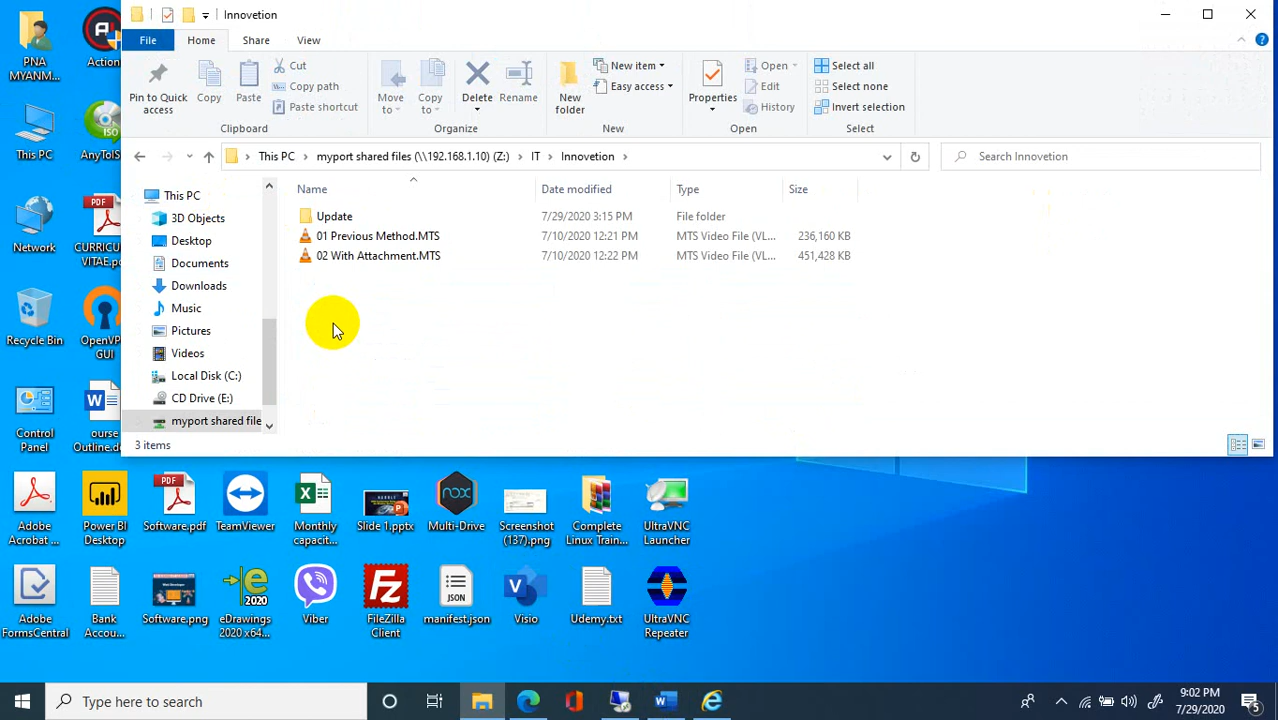 Innovetion
File
Home
Share
View
Pin to Quick
access
Copy
Paste
Cut
Copy path
Paste shortcut
Clipboard
Move
to
Copy
to
Delete
Rename
Organize
New
folder
New item
Easy access
New
Properties
Open
Edit
History
Open
Select all
Select none
Invert selection
Select
This PC
myport shared files (\\192.168.1.10) (Z:)
IT
Innovetion
Search Innovetion
This PC
3D Objects
Desktop
Documents
Downloads
Music
Pictures
Videos
Local Disk (C:)
CD Drive (E:)
myport shared file
Name
Date modified
Type
Size
Update
7/29/2020 3:15 PM
File folder
01 Previous Method.MTS
7/10/2020 12:21 PM
MTS Video File (VL...
236,160 KB
02 With Attachment.MTS
7/10/2020 12:22 PM
MTS Video File (VL...
451,428 KB
3 items
PNA
MYANM...
Action
This PC
AnyToIS
ISO
Network
PDF
CURRICU
VITAE.p
Recycle Bin
OpenVP
GUI
Control
Panel
ourse
Outline.do
Adobe
Acrobat ...
Power BI
Desktop
PDF
Software.pdf
TeamViewer
Monthly
capacit...
Slide 1.pptx
nox
Multi-Drive
Screenshot
(137).png
Complete
Linux Train...
UltraVNC
Launcher
Adobe
FormsCentral
Bank
Accou...
Software.png
2020
eDrawings
2020 x64...
Viber
Fz
FileZilla
Client
JSON
manifest.json
Visio
Udemy.txt
UltraVNC
Repeater
Type here to search
9:02 PM
7/29/2020
5